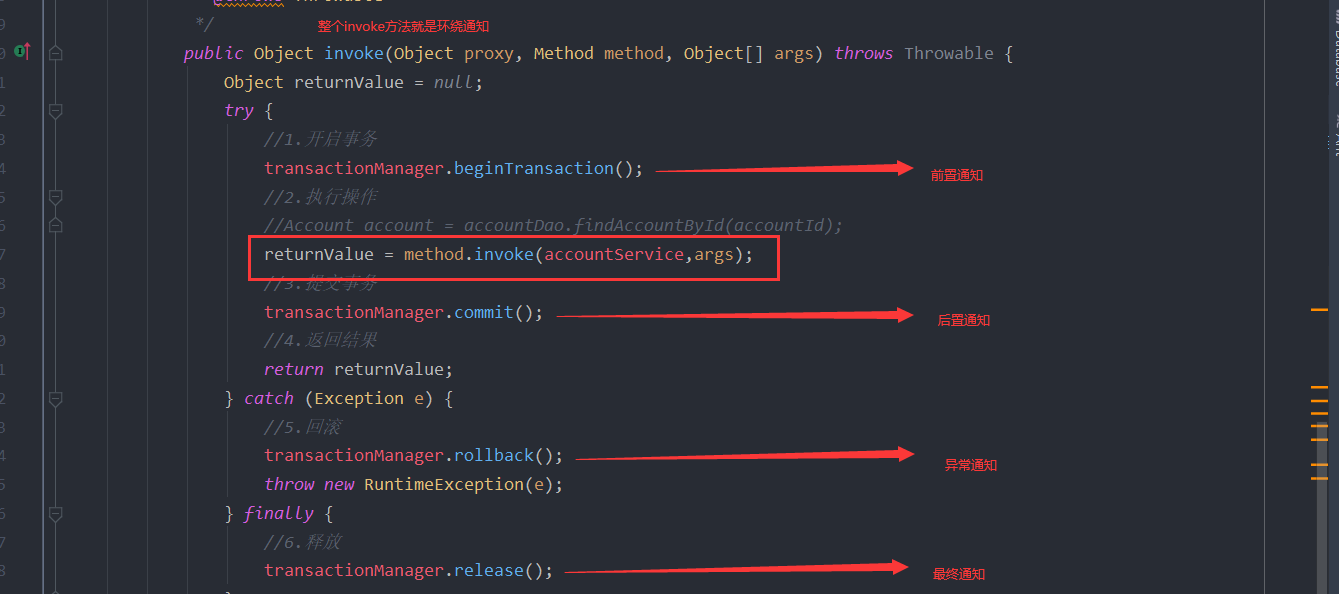 */ 整个invoke方法就是环绕通知
public Object invoke(Object proxy, Method method, Object[] args) throws Throwable {
Object returnValue = null;
try {
//1.开启事务
transactionManager.beginTransaction(); 前置通知
//2.执行操作
//Account account = accountDao.findAccountById(accountId);
returnValue = method.invoke(accountService,args);
//3.提交事务
transactionManager.commit(); 后置通知
//4.返回结果
return returnValue;
} catch (Exception e) {
//5.回滚
transactionManager.rollback(); 异常通知
throw new RuntimeException(e);
} finally {
//6.释放
transactionManager.release(); 最终通知